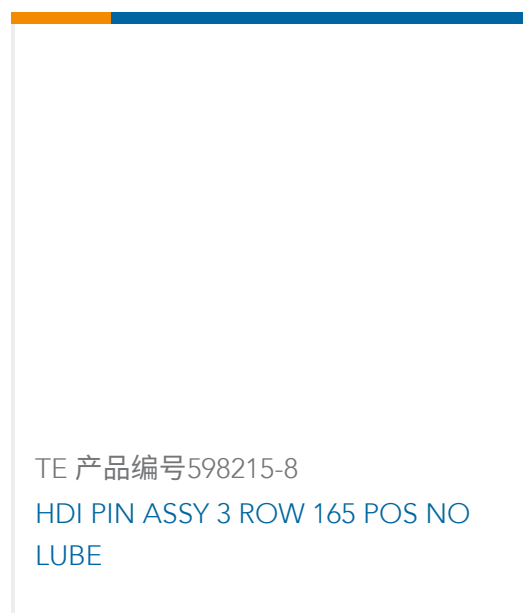 TE 产品编号598215-8
HDI PIN ASSY 3 ROW 165 POS NO
LUBE